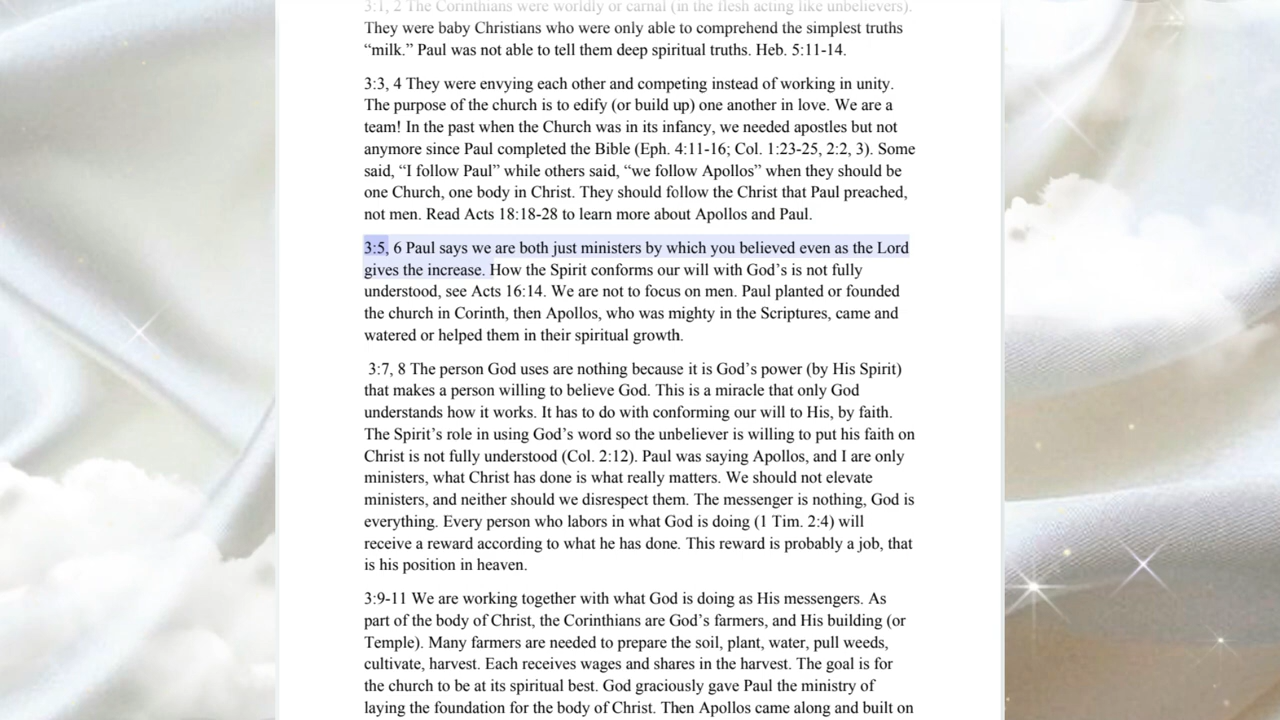 3:1, 2 The Corinthians were worldly or carnal (in the flesh acting like unbelievers).
They were baby Christians who were only able to comprehend the simplest truths
“milk.” Paul was not able to tell them deep spiritual truths. Heb. 5:11-14.
3:3, 4 They were envying each other and competing instead of working in unity.
The purpose of the church is to edify (or build up) one another in love. We are a
team! In the past when the Church was in its infancy, we needed apostles but not
anymore since Paul completed the Bible (Eph. 4:11-16; Col. 1:23-25, 2:2, 3). Some
said, “I follow Paul” while others said, “we follow Apollos” when they should be
one Church, one body in Christ. They should follow the Christ that Paul preached,
not men. Read Acts 18:18-28 to learn more about Apollos and Paul.
3:5, 6 Paul says we are both just ministers by which you believed even as the Lord
gives the increase. How the Spirit conforms our will with God’s is not fully
understood, see Acts 16:14. We are not to focus on men. Paul planted or founded
the church in Corinth, then Apollos, who was mighty in the Scriptures, came and
watered or helped them in their spiritual growth.
3:7, 8 The person God uses are nothing because it is God’s power (by His Spirit)
that makes a person willing to believe God. This is a miracle that only God
understands how it works. It has to do with conforming our will to His, by faith.
The Spirit’s role in using God’s word so the unbeliever is willing to put his faith on
Christ is not fully understood (Col. 2:12). Paul was saying Apollos, and I are only
ministers, what Christ has done is what really matters. We should not elevate
ministers, and neither should we disrespect them. The messenger is nothing, God is
everything. Every person who labors in what God is doing (1 Tim. 2:4) will
receive a reward according to what he has done. This reward is probably a job, that
is his position in heaven.
3:9-11 We are working together with what God is doing as His messengers. As
part of the body of Christ, the Corinthians are God’s farmers, and His building (or
Temple). Many farmers are needed to prepare the soil, plant, water, pull weeds,
cultivate, harvest. Each receives wages and shares in the harvest. The goal is for
the church to be at its spiritual best. God graciously gave Paul the ministry of
laying the foundation for the body of Christ. Then Apollos came along and built on